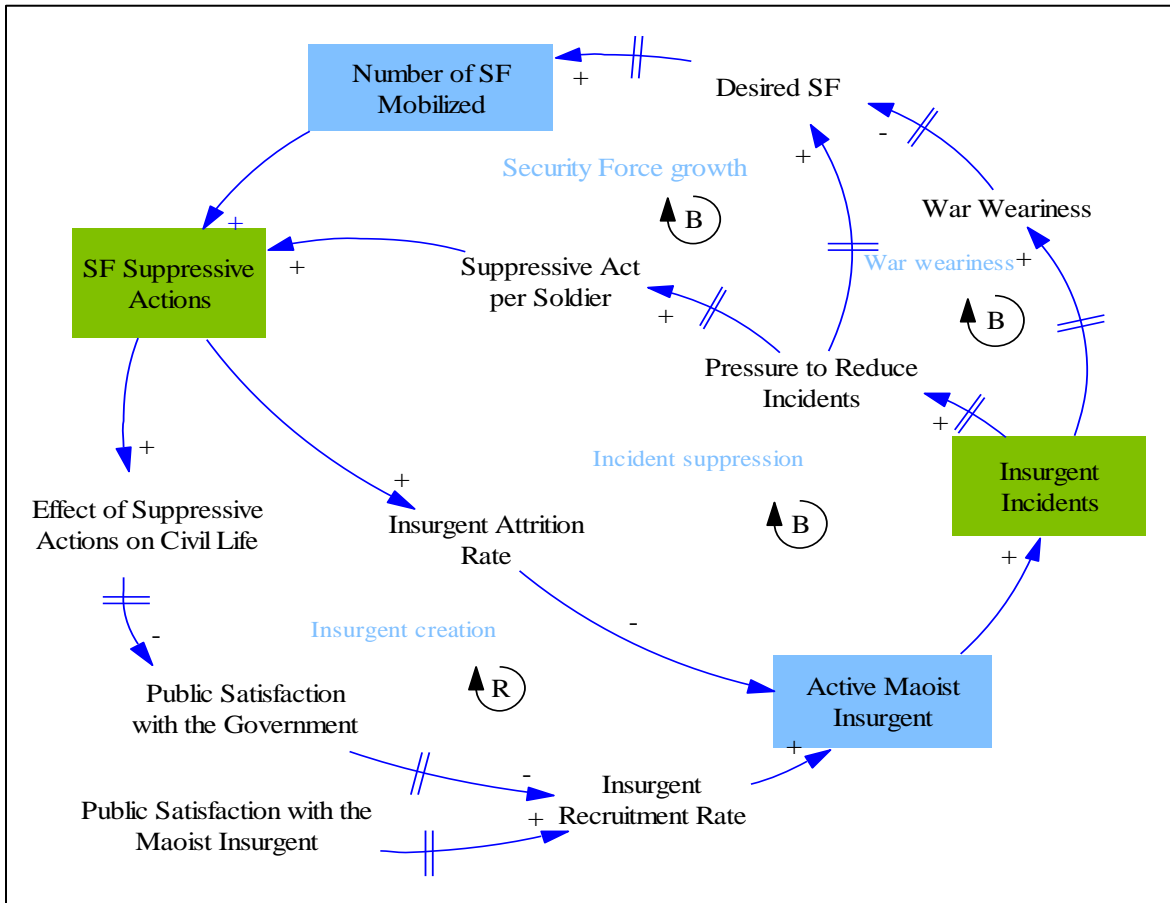 Number of SF
Mobilized
+
Desired SF
-
+
Security Force growth
B
War Weariness
+
SF Suppressive
Actions
+
Suppressive Act
per Soldier
+
War weariness
+
B
Pressure to Reduce
Incidents
+
Insurgent
Incidents
+
Incident suppression
B
+
Effect of Suppressive
Actions on Civil Life
+
Insurgent Attrition
Rate
-
-
Insurgent creation
R
Public Satisfaction
with the Government
Active Maoist
Insurgent
+
-
Insurgent
Recruitment Rate
+
Public Satisfaction with the
Maoist Insurgent